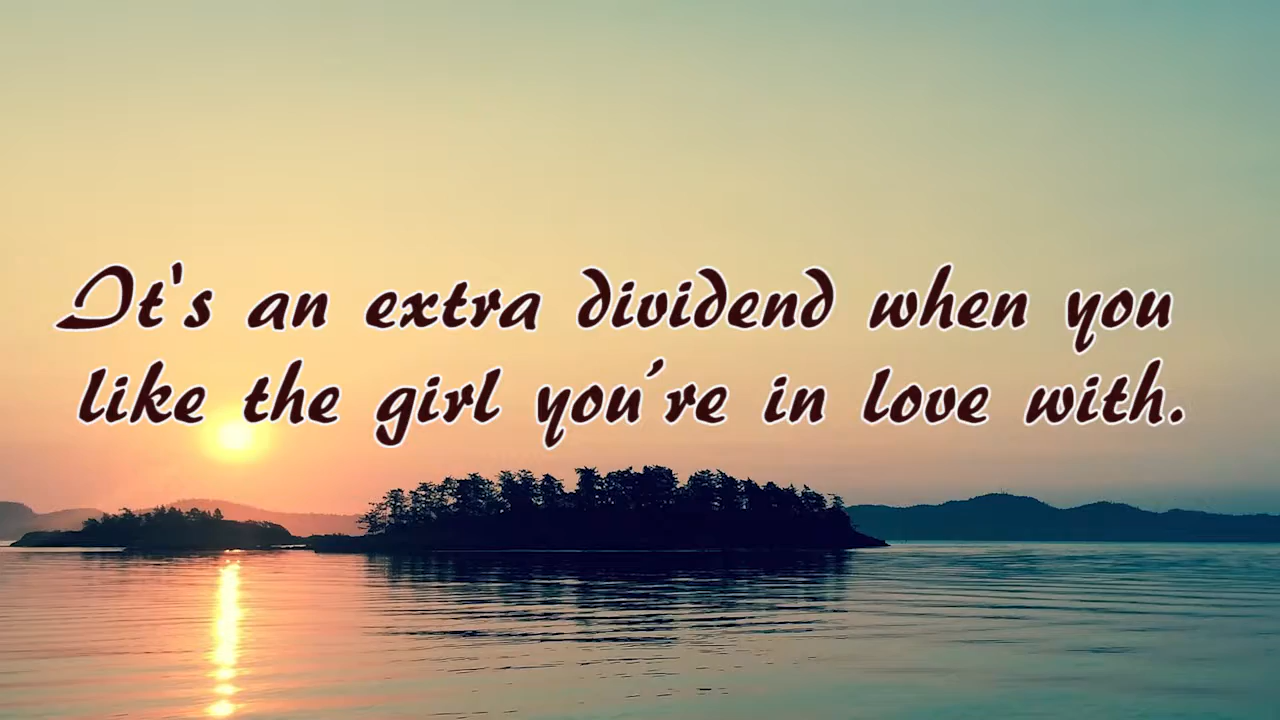 It's an extra dividend when you
like the girl you’re in love with.